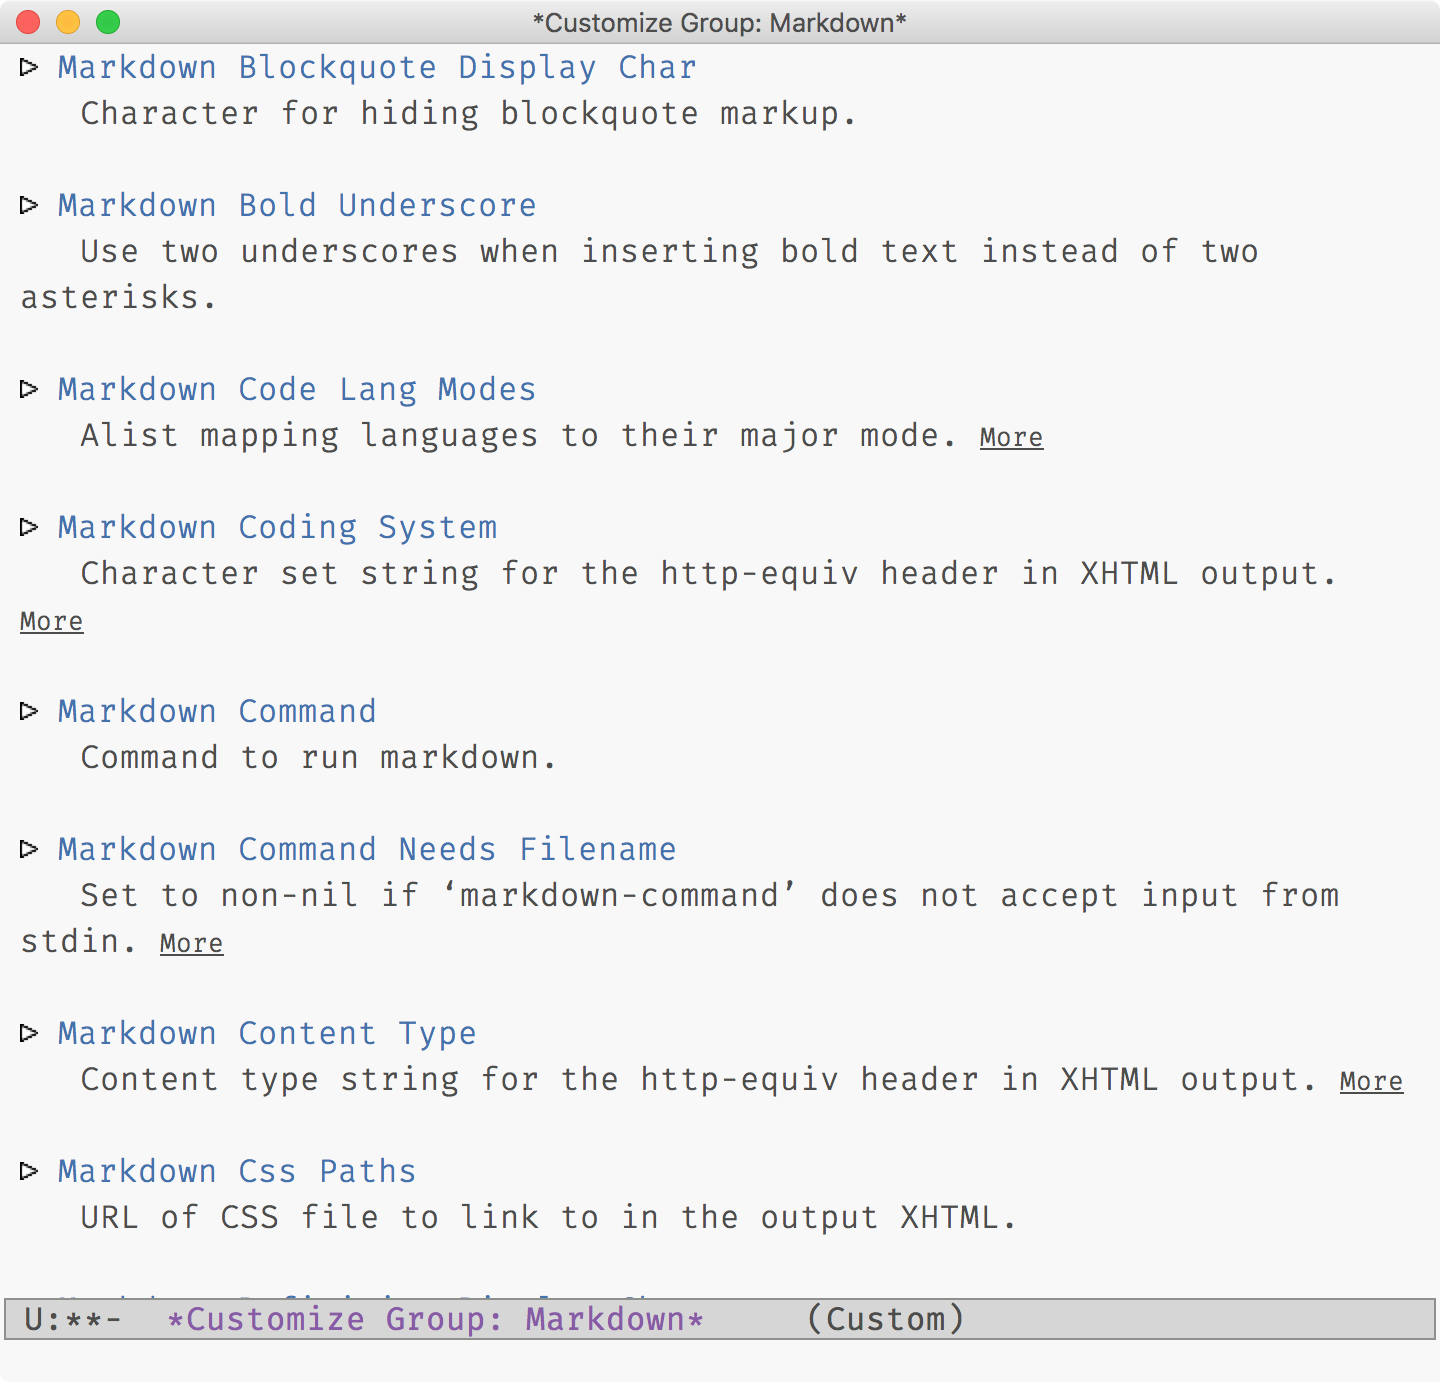 *Customize Group: Markdown*
Markdown Blockquote Display Char
Character for hiding blockquote markup.
Markdown Bold Underscore
Use two underscores when inserting bold text instead of two
asterisks.
Markdown Code Lang Modes
Alist mapping languages to their major mode. More
Markdown Coding System
Character set string for the http-equiv header in XHTML output.
More
Markdown Command
Command to run markdown.
Markdown Command Needs Filename
Set to non-nil if ‘markdown-command’ does not accept input from
stdin. More
Markdown Content Type
Content type string for the http-equiv header in XHTML output. More
Markdown Css Paths
URL of CSS file to link to in the output XHTML.
U:**-  *Customize Group: Markdown*     (Custom)